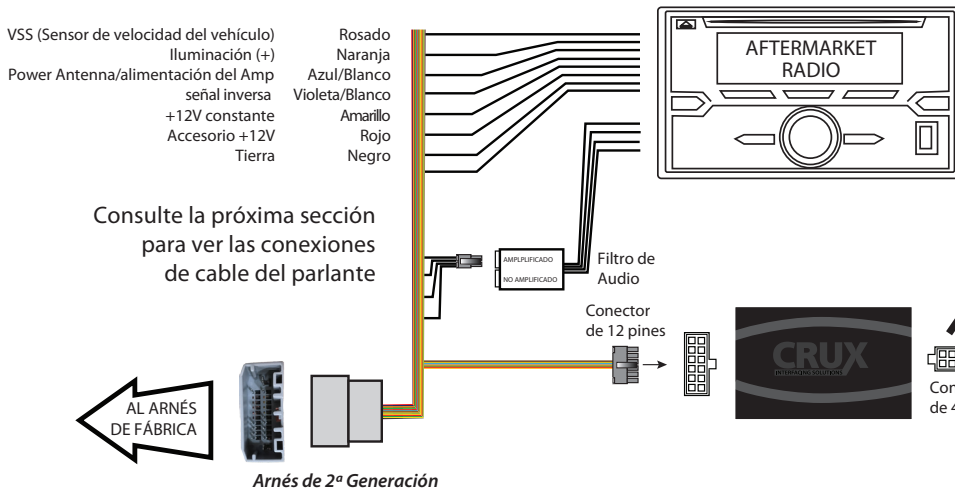 VSS (Sensor de velocidad del vehículo) Rosado
Iluminación (+) Naranja
Power Antenna/alimentación del Amp Azul/Blanco
señal inversa Violeta/Blanco
+12V constante Amarillo
Accesorio +12V Rojo
Tierra Negro
AFTERMARKET
RADIO
Consulte la próxima sección
para ver las conexiones
de cable del parlante
AMPLPLIFICADO
NO AMPLIFICADO
Filtro de
Audio
Conector
de 12 pines
CRUX
INTERFACING SOLUTIONS
Con
de 4
AL ARNÉS
DE FÁBRICA
Arnés de 2ª Generación